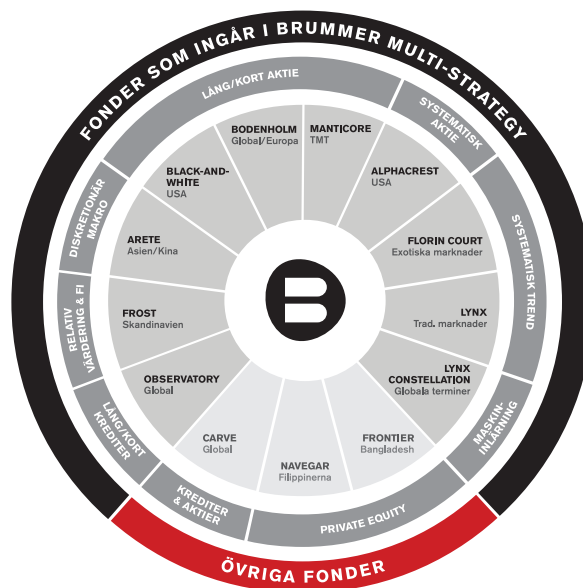 FONDER SOM INGÅR I BRUMMER MULTI-STRATEGY
LÅNG/KORT AKTIE
SYSTEMATISK
AKTIE
SYSTEMATISK TREND
MASKIN-
INLÄRNING
PRIVATE EQUITY
KREDITER
& AKTIER
LÅNG/KORT
KREDITER
RELATIV
VÄRDERING & FI
DISKRETIONÄR
MAKRO
BODENHOLM
Global/Europa
MANTICORE
TMT
ALPHACREST
USA
FLORIN COURT
Exotiska marknader
LYNX
Trad. marknader
LYNX
CONSTELLATION
Globala terminer
FRONTIER
Bangladesh
NAVEGAR
Filippinerna
CARVE
Global
OBSERVATORY
Global
FROST
Skandinavien
ARETE
Asien/Kina
BLACK-AND-
WHITE
USA
B
ÖVRIGA FONDER